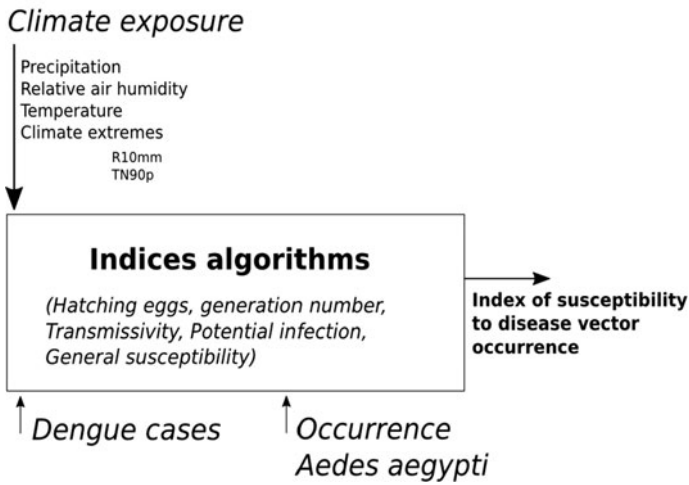 Climate exposure
Precipitation
Relative air humidity
Temperature
Climate extremes
R10mm
TN90p
Indices algorithms
(Hatching eggs, generation number,
Transmissivity, Potential infection,
General susceptibility)
Index of susceptibility
to disease vector
occurrence
Dengue cases
Occurrence
Aedes aegypti